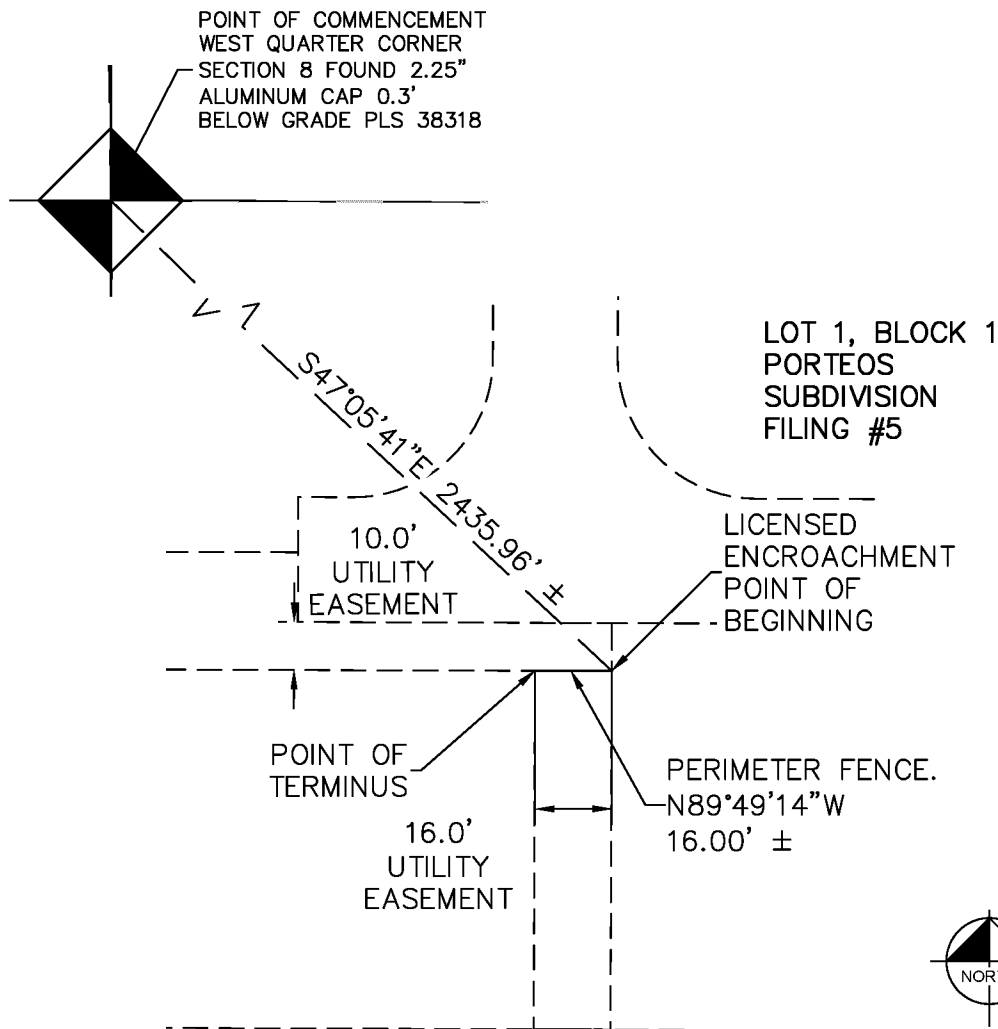 POINT OF COMMENCEMENT
WEST QUARTER CORNER
SECTION 8 FOUND 2.25"
ALUMINUM CAP 0.3'
BELOW GRADE PLS 38318
S47°05'41"E 2435.96' ±
LOT 1, BLOCK 1
PORTEOS
SUBDIVISION
FILING #5
10.0'
UTILITY
EASEMENT
LICENSED
ENCROACHMENT
POINT OF
BEGINNING
POINT OF
TERMINUS
PERIMETER FENCE.
N89°49'14"W
16.00' ±
16.0'
UTILITY
EASEMENT